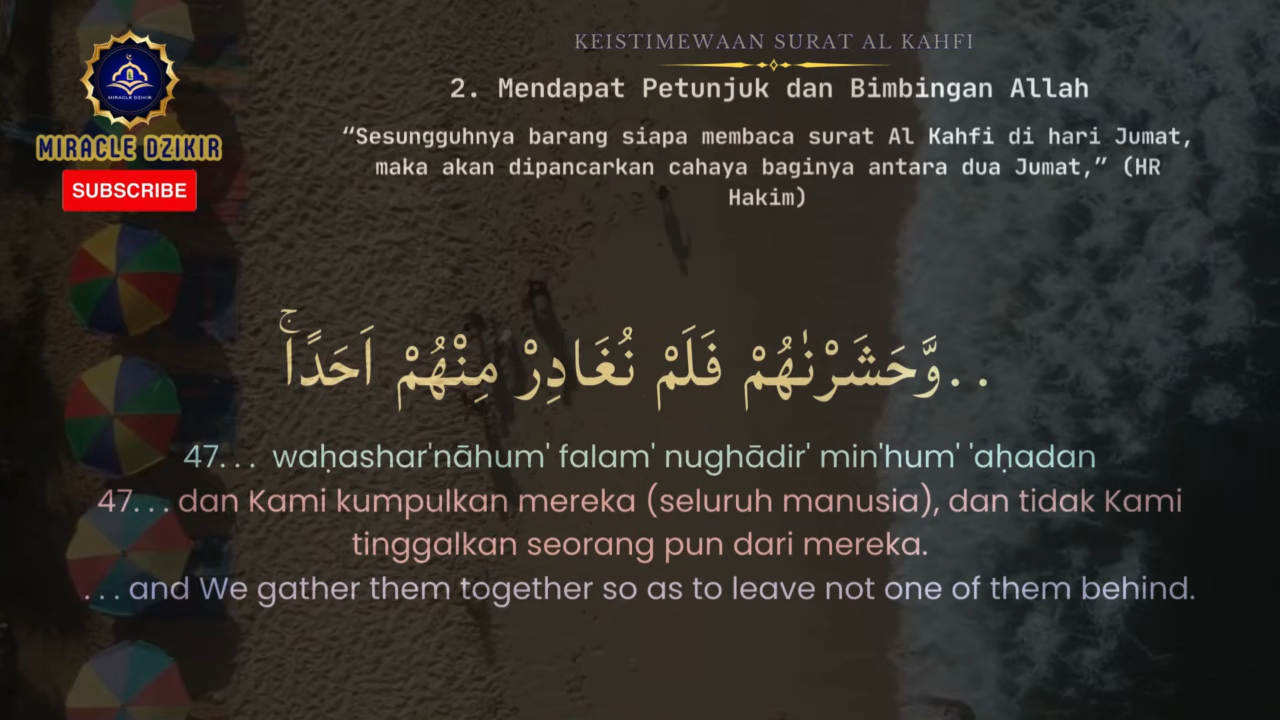 MIRACLE DZIKIR
MIRACLE DZIKIR
SUBSCRIBE
KEISTIMEWAAN SURAT AL KAHFI
2. Mendapat Petunjuk dan Bimbingan Allah
“Sesungguhnya barang siapa membaca surat Al Kahfi di hari Jumat,
maka akan dipancarkan cahaya baginya antara dua Jumat,” (HR
Hakim)
. . وَّحَشَرْنٰهُمْ فَلَمْ نُغَادِرْ مِنْهُمْ اَحَدًاۚ
47. . . waḥashar'nāhum' falam' nughādir' min'hum' 'aḥadan
47. . . dan Kami kumpulkan mereka (seluruh manusia), dan tidak Kami
tinggalkan seorang pun dari mereka.
. . . and We gather them together so as to leave not one of them behind.